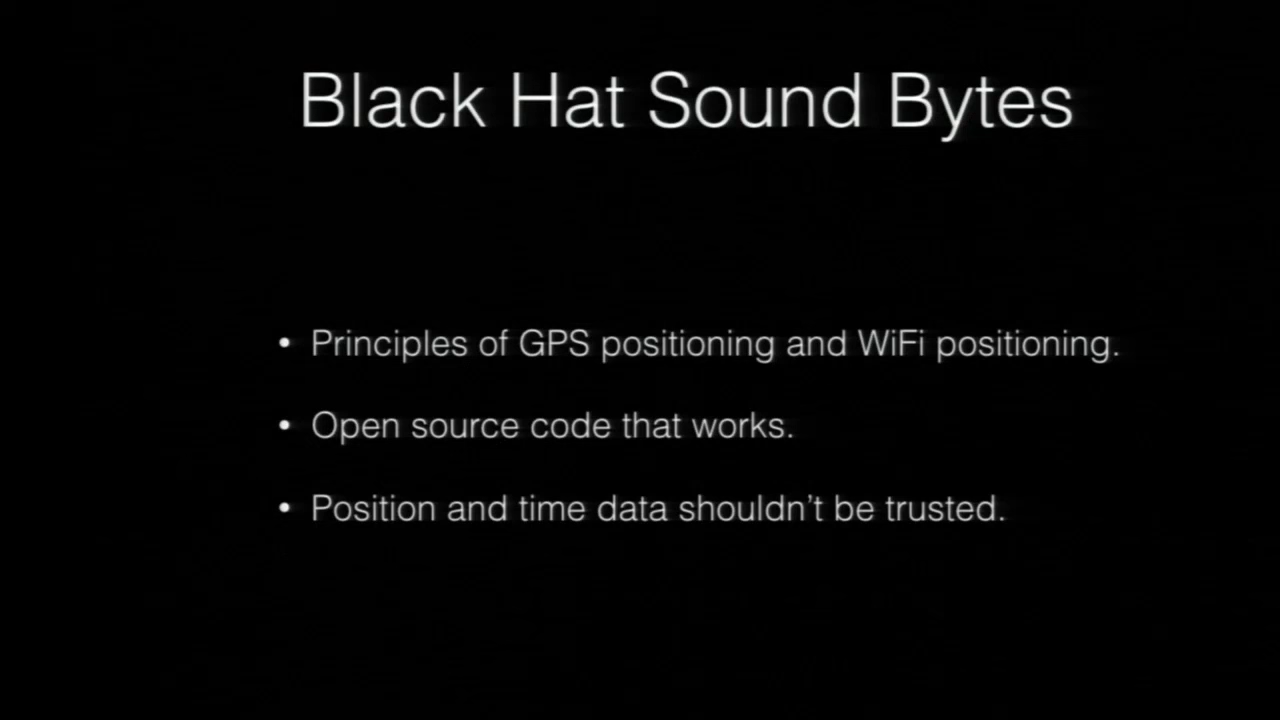 Black Hat Sound Bytes
• Principles of GPS positioning and WiFi positioning.
• Open source code that works.
• Position and time data shouldn’t be trusted.